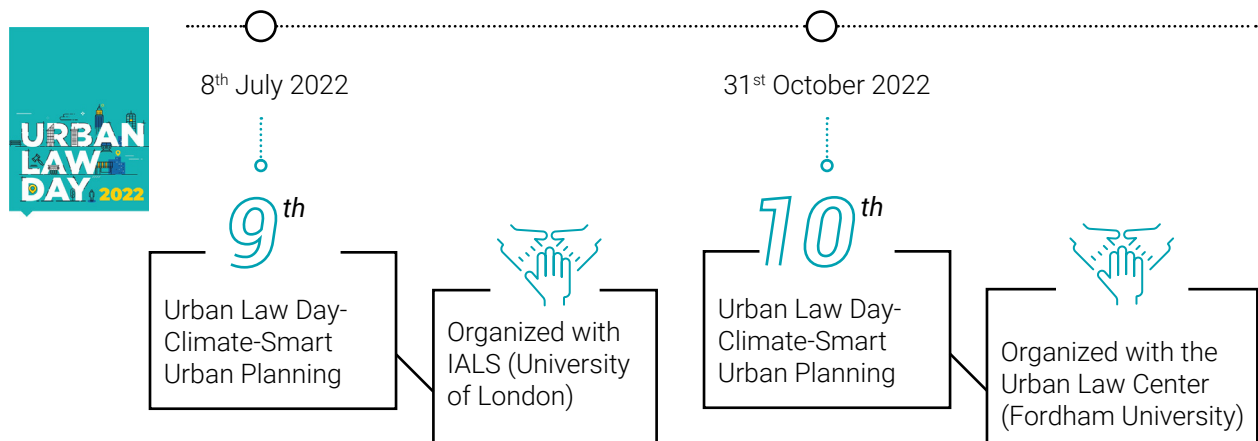 URBAN
LAW
DAY 2022
8th July 2022
31st October 2022
9th
Urban Law Day-
Climate-Smart
Urban Planning
Organized with
IALS (University
of London)
10th
Urban Law Day-
Climate-Smart
Urban Planning
Organized with the
Urban Law Center
(Fordham University)